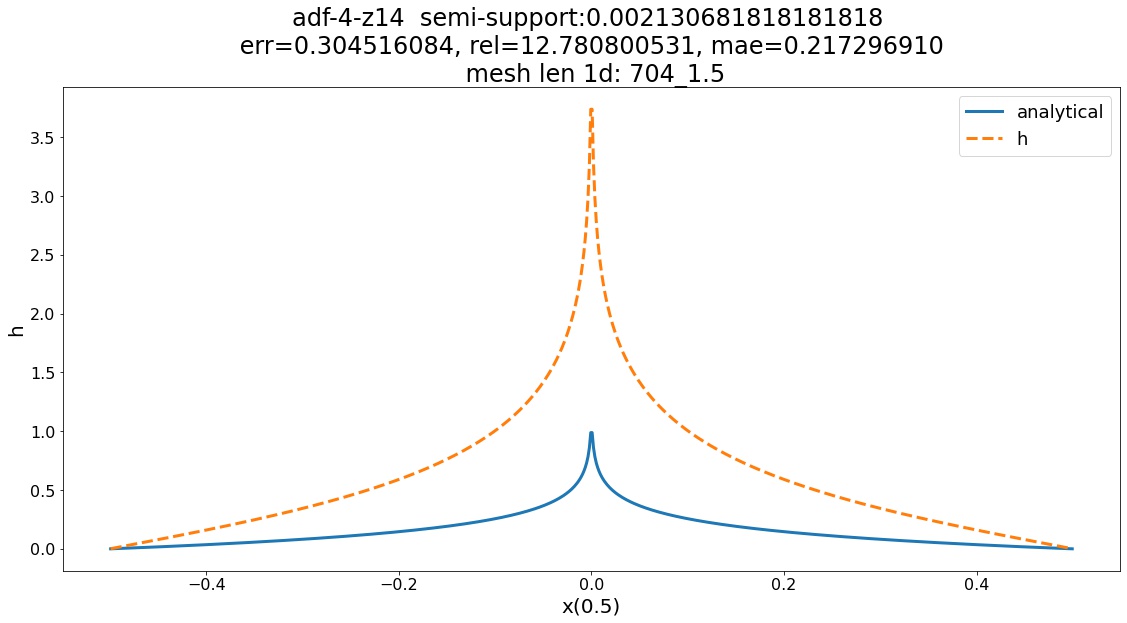 adf-4-z14  semi-support:0.002130681818181818
err=0.304516084, rel=12.780800531, mae=0.217296910
mesh len 1d: 704_1.5
analytical
h
3.5
3.0
2.5
2.0
1.5
1.0
0.5
0.0
h
−0.4
−0.2
0.0
0.2
0.4
x(0.5)